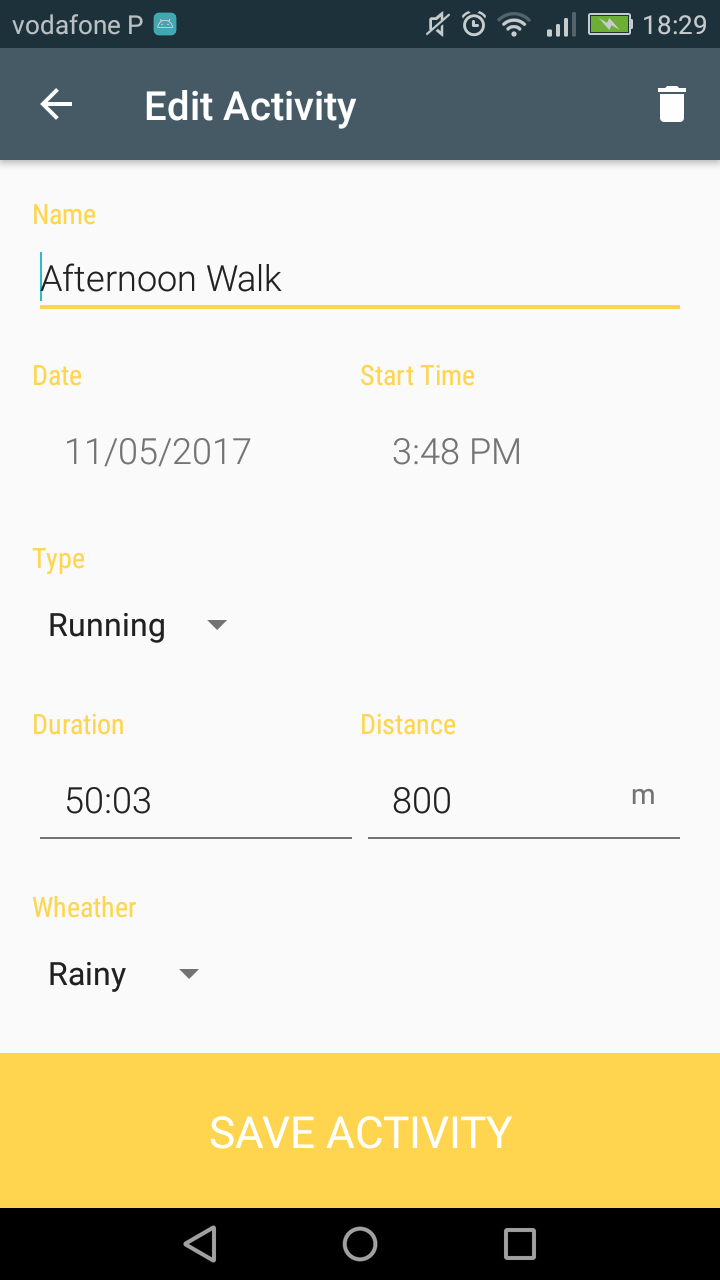 vodafone P 18:29
Edit Activity
Name
Afternoon Walk
Date Start Time
11/05/2017 3:48 PM
Type
Running
Duration Distance
50:03 800 m
Wheather
Rainy
SAVE ACTIVITY